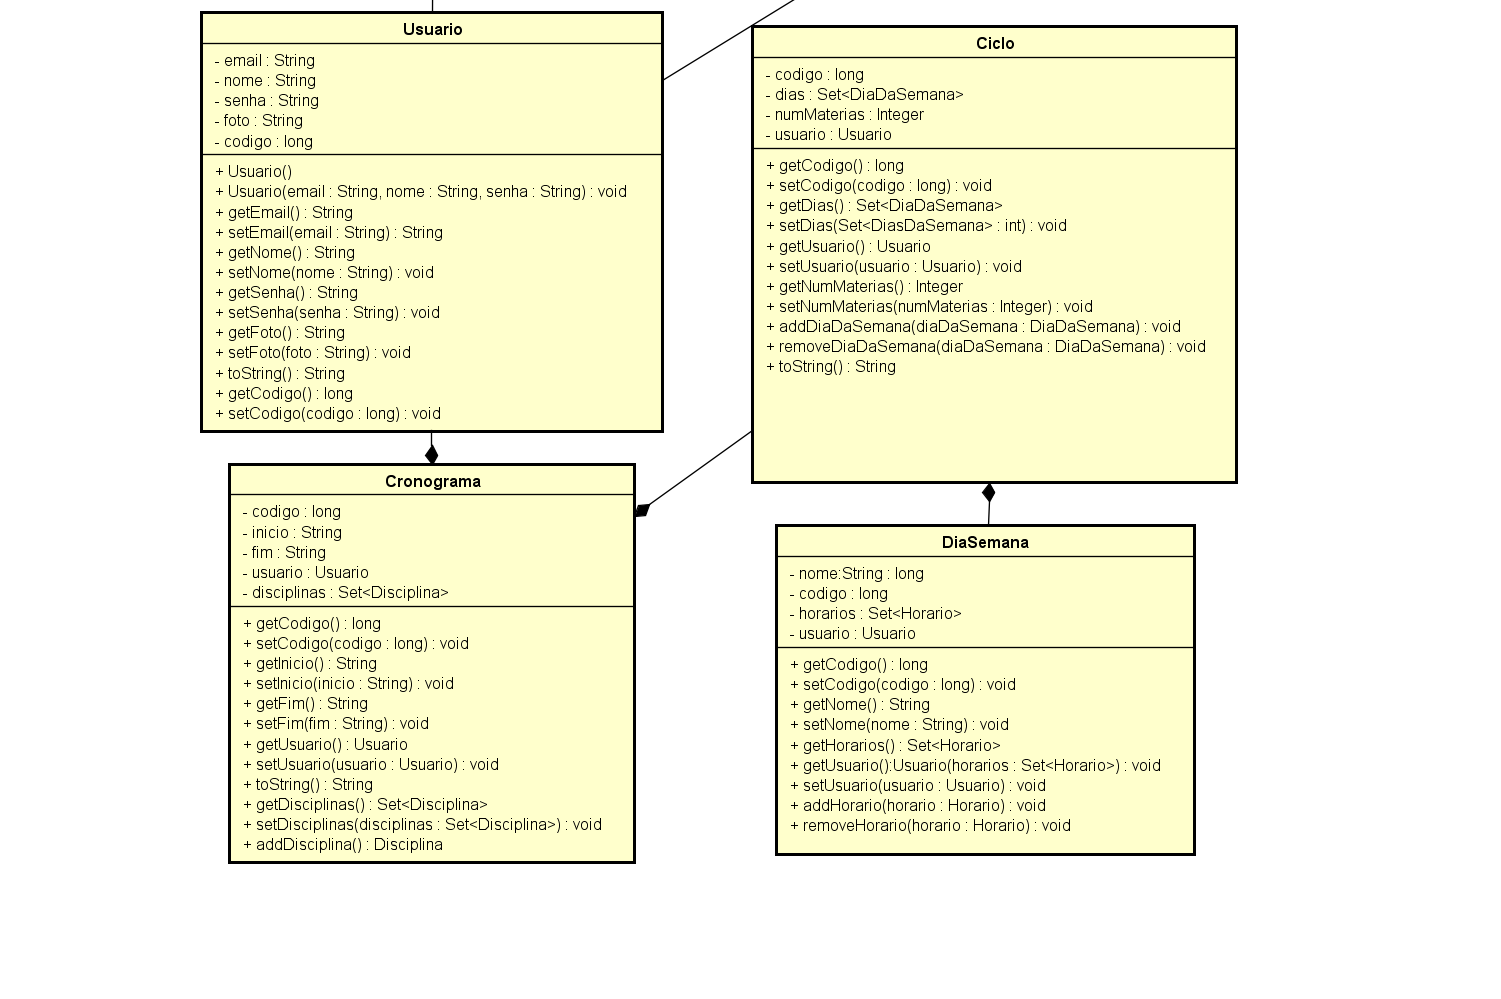 Usuario
- email : String
- nome : String
- senha : String
- foto : String
- codigo : long
+ Usuario()
+ Usuario(email : String, nome : String, senha : String) : void
+ getEmail() : String
+ setEmail(email : String) : String
+ getNome() : String
+ setNome(nome : String) : void
+ getSenha() : String
+ setSenha(senha : String) : void
+ getFoto() : String
+ setFoto(foto : String) : void
+ toString() : String
+ getCodigo() : long
+ setCodigo(codigo : long) : void
Ciclo
- codigo : long
- dias : Set<DiaDaSemana>
- numMaterias : Integer
- usuario : Usuario
+ getCodigo() : long
+ setCodigo(codigo : long) : void
+ getDias() : Set<DiaDaSemana>
+ setDias(Set<DiasDaSemana> : int) : void
+ getUsuario() : Usuario
+ setUsuario(usuario : Usuario) : void
+ getNumMaterias() : Integer
+ setNumMaterias(numMaterias : Integer) : void
+ addDiaDaSemana(diaDaSemana : DiaDaSemana) : void
+ removeDiaDaSemana(diaDaSemana : DiaDaSemana) : void
+ toString() : String
Cronograma
- codigo : long
- inicio : String
- fim : String
- usuario : Usuario
- disciplinas : Set<Disciplina>
+ getCodigo() : long
+ setCodigo(codigo : long) : void
+ getInicio() : String
+ setInicio(inicio : String) : void
+ getFim() : String
+ setFim(fim : String) : void
+ getUsuario() : Usuario
+ setUsuario(usuario : Usuario) : void
+ toString() : String
+ getDisciplinas() : Set<Disciplina>
+ setDisciplinas(disciplinas : Set<Disciplina>) : void
+ addDisciplina() : Disciplina
DiaSemana
- nome:String : long
- codigo : long
- horarios : Set<Horario>
- usuario : Usuario
+ getCodigo() : long
+ setCodigo(codigo : long) : void
+ getNome() : String
+ setNome(nome : String) : void
+ getHorarios() : Set<Horario>
+ getUsuario():Usuario(horarios : Set<Horario>) : void
+ setUsuario(usuario : Usuario) : void
+ addHorario(horario : Horario) : void
+ removeHorario(horario : Horario) : void